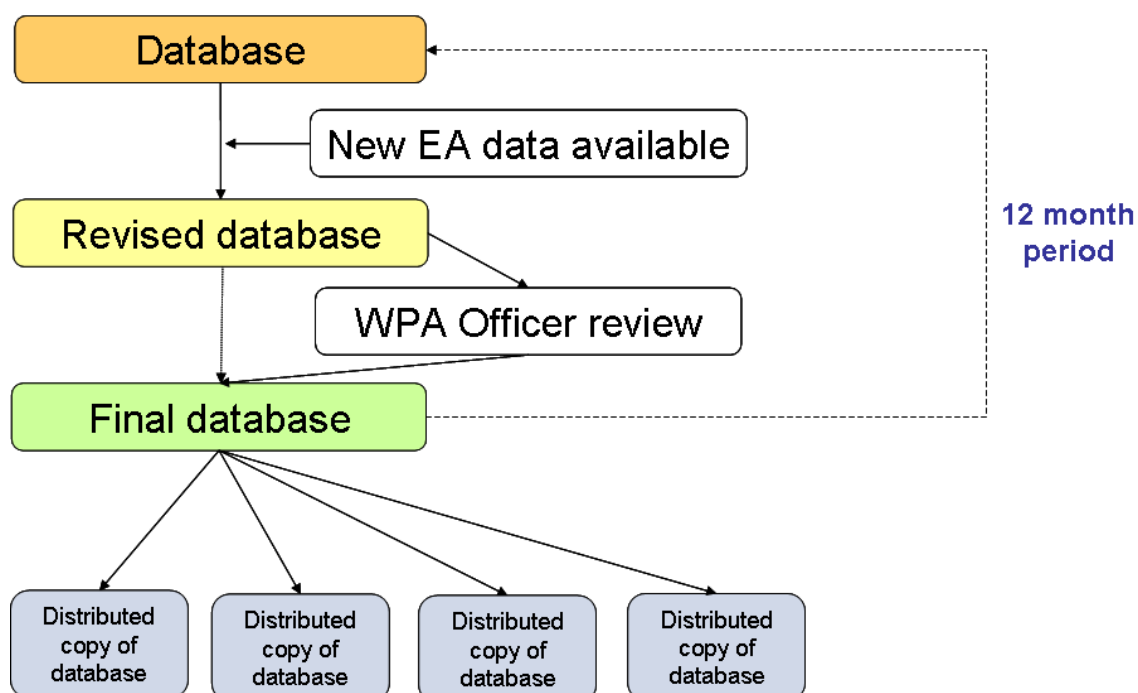 Database
New EA data available
Revised database
12 month
period
WPA Officer review
Final database
Distributed
copy of
database
Distributed
copy of
database
Distributed
copy of
database
Distributed
copy of
database